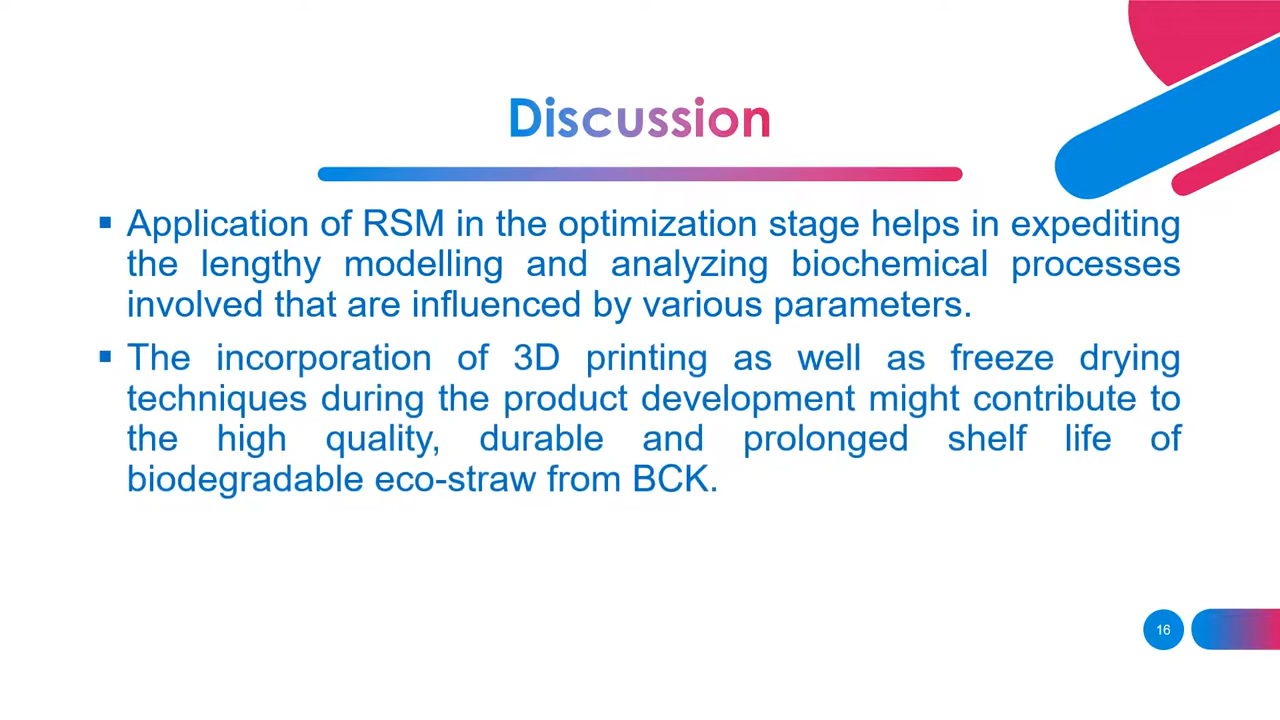 Discussion
▪ Application of RSM in the optimization stage helps in expediting
the lengthy modelling and analyzing biochemical processes
involved that are influenced by various parameters.
▪ The incorporation of 3D printing as well as freeze drying
techniques during the product development might contribute to
the high quality, durable and prolonged shelf life of
biodegradable eco-straw from BCK.
16